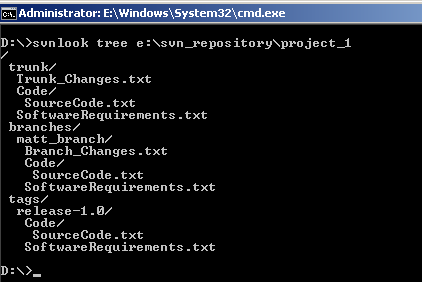 Administrator: E:\Windows\System32\cmd.exe
D:\>svnlook tree e:\svn_repository\project_1
/
 trunk/
  Trunk_Changes.txt
  Code/
   SourceCode.txt
  SoftwareRequirements.txt
 branches/
  matt_branch/
   Branch_Changes.txt
   Code/
    SourceCode.txt
   SoftwareRequirements.txt
 tags/
  release-1.0/
   Code/
    SourceCode.txt
   SoftwareRequirements.txt
D:\>_